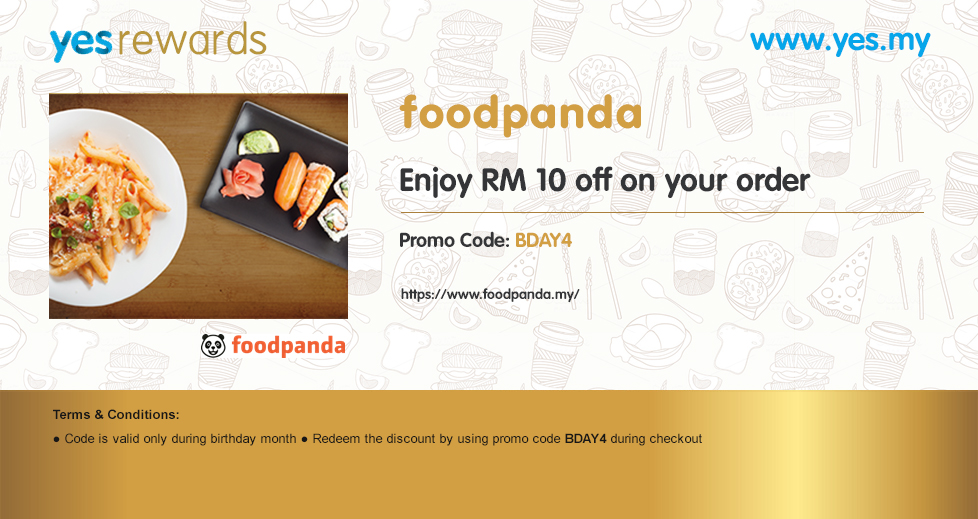 yes rewards
www.yes.my
foodpanda
Enjoy RM 10 off on your order
Promo Code: BDAY4
https://www.foodpanda.my/
foodpanda
Terms & Conditions:
● Code is valid only during birthday month ● Redeem the discount by using promo code BDAY4 during checkout